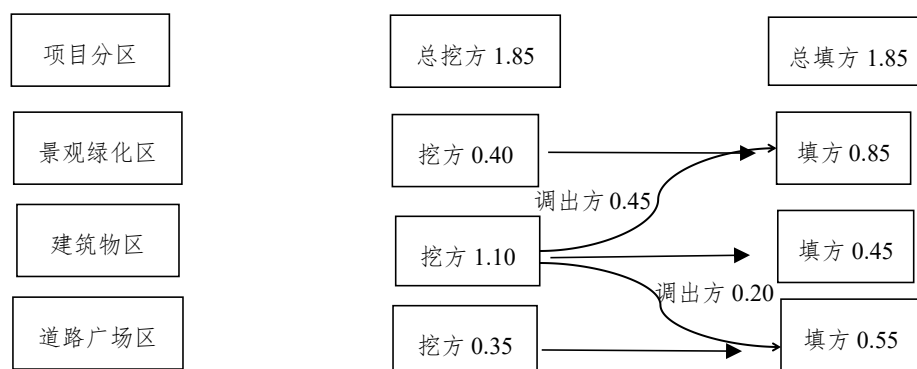 项目分区
总挖方 1.85
总填方 1.85
景观绿化区
挖方 0.40
填方 0.85
调出方 0.45
建筑物区
挖方 1.10
填方 0.45
调出方 0.20
道路广场区
挖方 0.35
填方 0.55